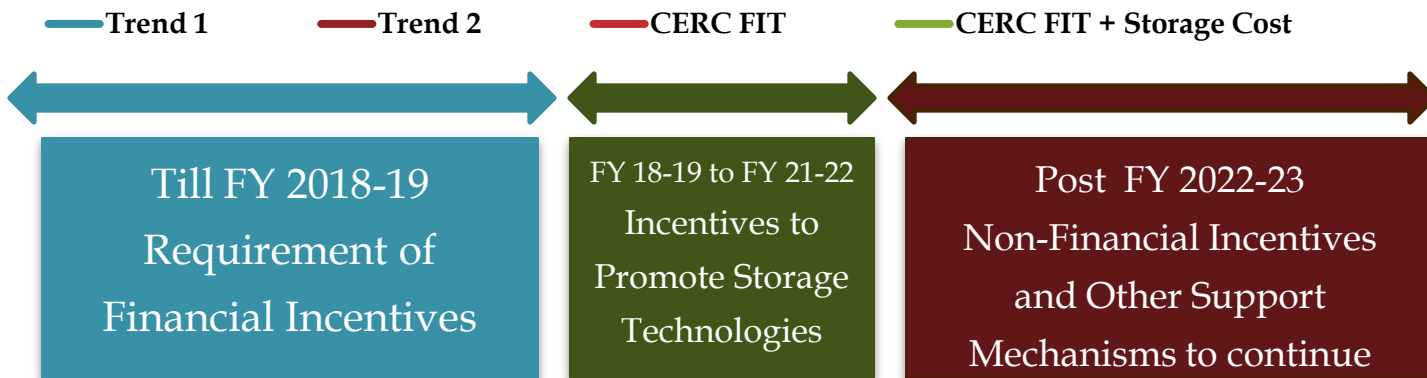 Trend 1 Trend 2 CERC FIT CERC FIT + Storage Cost
Till FY 2018-19
Requirement of
Financial Incentives
FY 18-19 to FY 21-22
Incentives to
Promote Storage
Technologies
Post FY 2022-23
Non-Financial Incentives
and Other Support
Mechanisms to continue